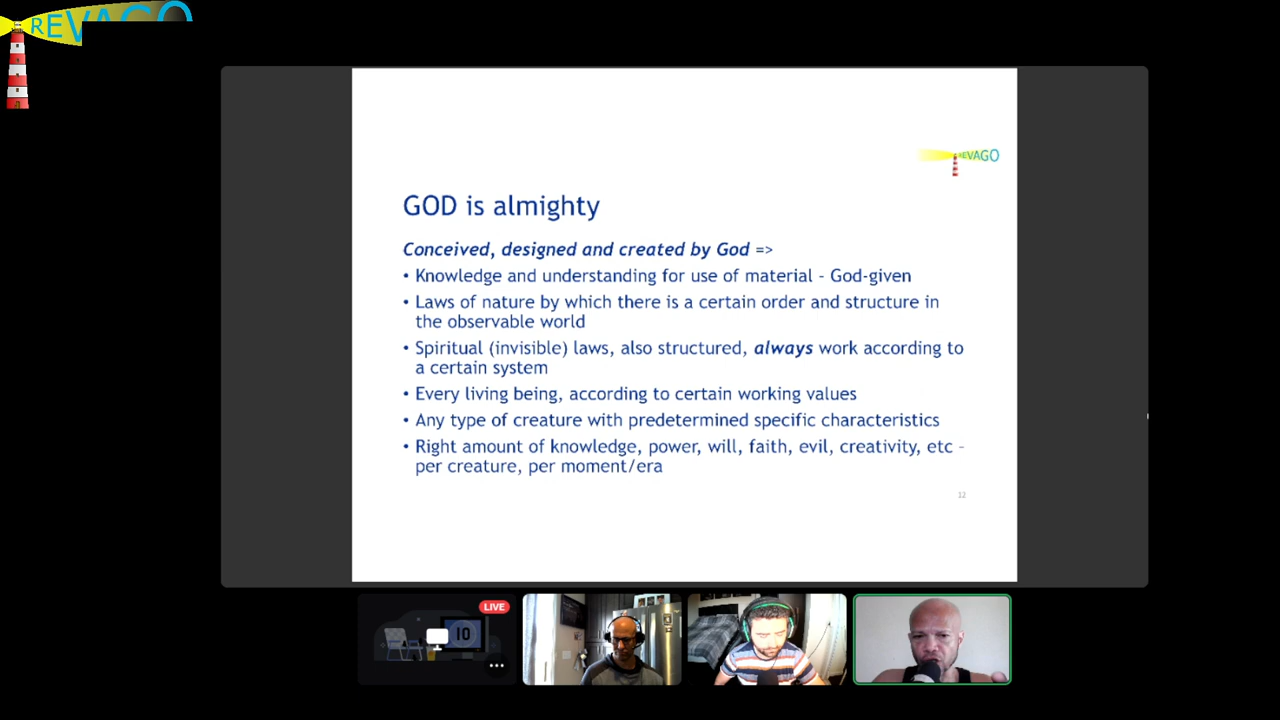 REVAGO
REVAGO
GOD is almighty
Conceived, designed and created by God =>
• Knowledge and understanding for use of material - God-given
• Laws of nature by which there is a certain order and structure in
the observable world
• Spiritual (invisible) laws, also structured, always work according to
a certain system
• Every living being, according to certain working values
• Any type of creature with predetermined specific characteristics
• Right amount of knowledge, power, will, faith, evil, creativity, etc –
per creature, per moment/era
12
LIVE
10